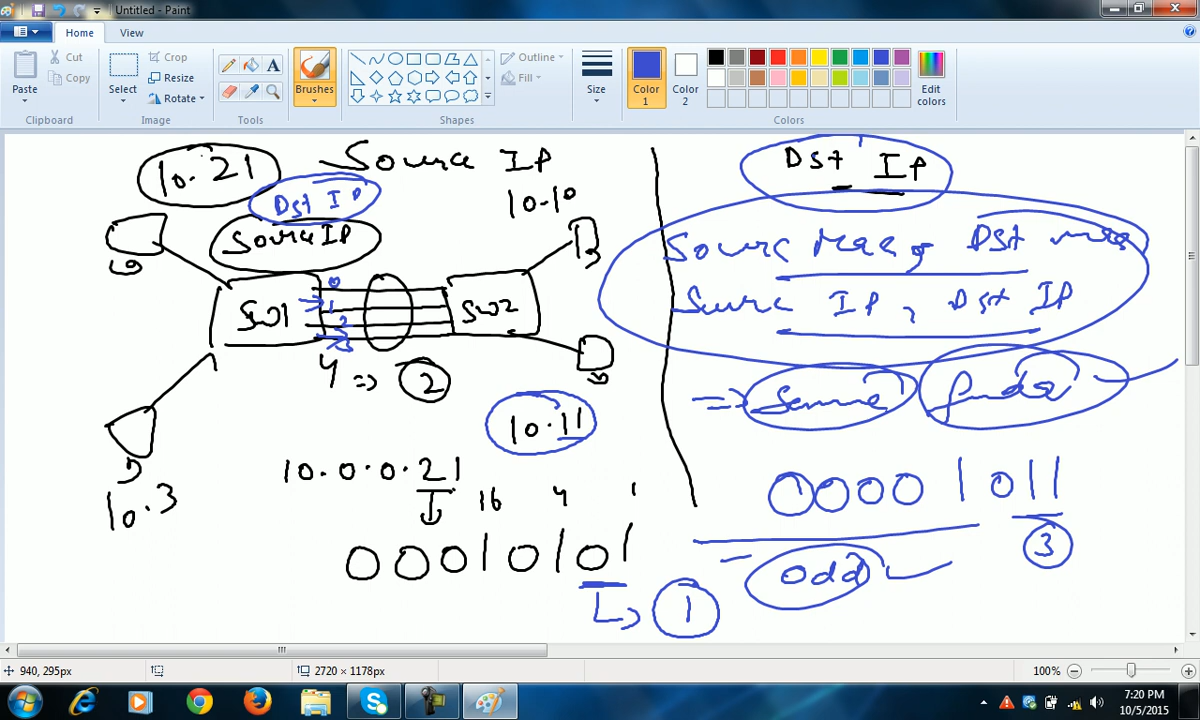 Untitled - Paint
Home
View
Paste
Cut
Copy
Clipboard
Select
Crop
Resize
Rotate
Image
Tools
Brushes
Shapes
Outline
Fill
Size
Color 1
Color 2
Colors
Edit colors
10.21
Source IP
Dst IP
10.10
Source IP
SW1
0
1
2
3
SW2
4 => 2
10.11
10.3
10.0.0.21
16 4 1
00010101
1
Dst IP
Source Mac, Dst mac
Source IP, Dst IP
=>
00001011
3
odd
940, 295px
2720 × 1178px
100%
7:20 PM
10/5/2015